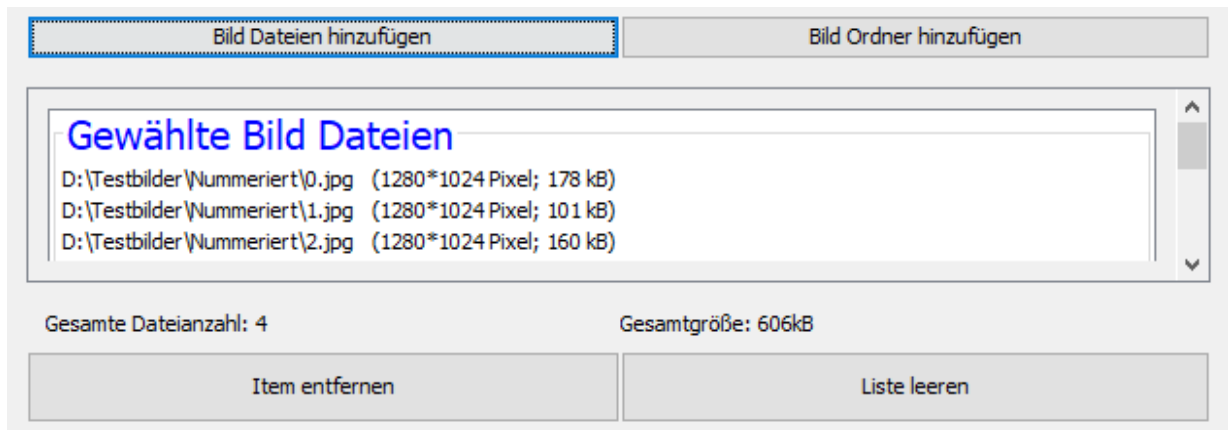 Bild Dateien hinzufügen
Bild Ordner hinzufügen
Gewählte Bild Dateien
D:\Testbilder\Nummeriert\0.jpg (1280*1024 Pixel; 178 kB)
D:\Testbilder\Nummeriert\1.jpg (1280*1024 Pixel; 101 kB)
D:\Testbilder\Nummeriert\2.jpg (1280*1024 Pixel; 160 kB)
Gesamte Dateianzahl: 4
Gesamtgröße: 606kB
Item entfernen
Liste leeren